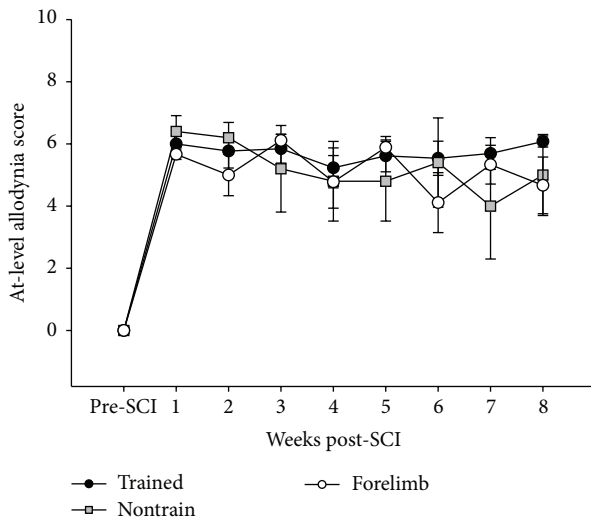 10
8
6
4
2
0
At-level allodynia score
Pre-SCI 1 2 3 4 5 6 7 8
Weeks post-SCI
Trained
Nontrain
Forelimb